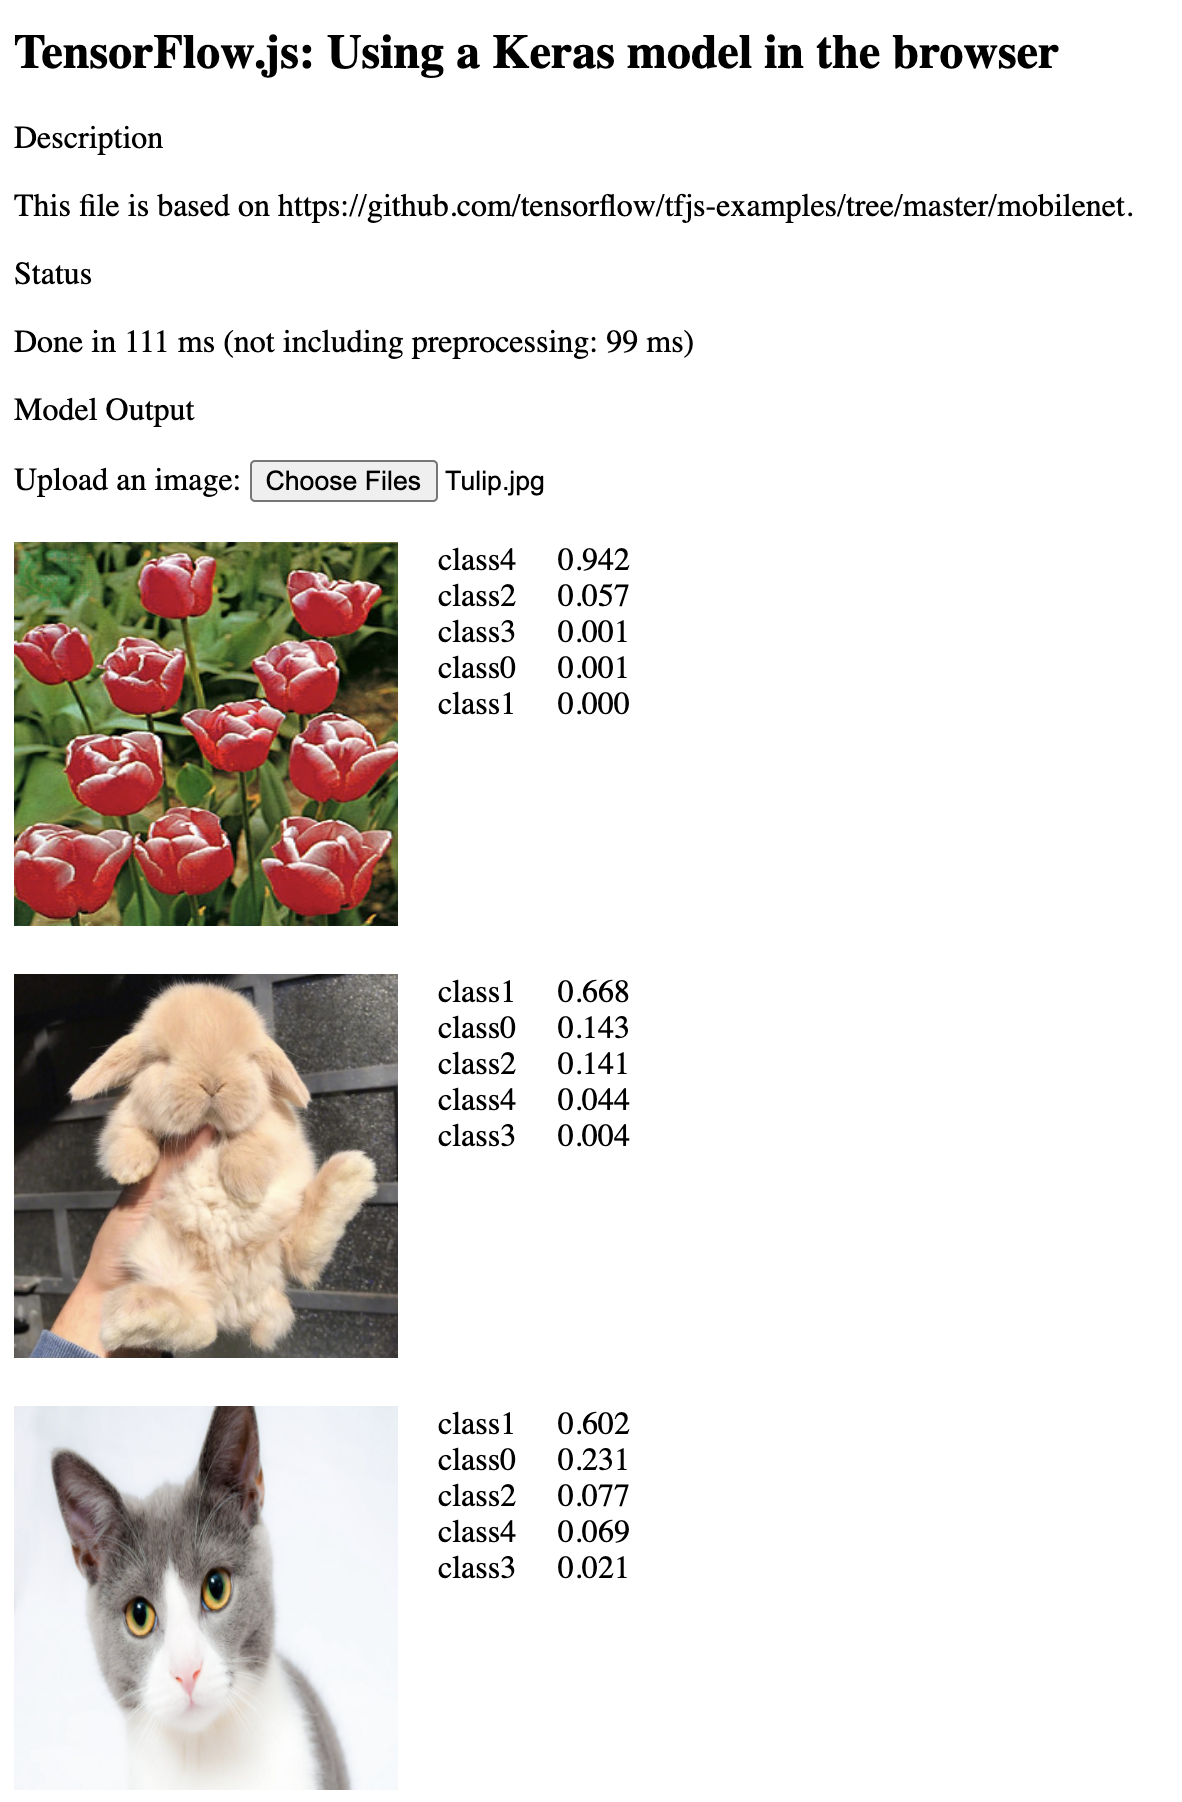 TensorFlow.js: Using a Keras model in the browser
Description
This file is based on https://github.com/tensorflow/tfjs-examples/tree/master/mobilenet.
Status
Done in 111 ms (not including preprocessing: 99 ms)
Model Output
Upload an image: Choose Files Tulip.jpg
class4 0.942
class2 0.057
class3 0.001
class0 0.001
class1 0.000
class1 0.668
class0 0.143
class2 0.141
class4 0.044
class3 0.004
class1 0.602
class0 0.231
class2 0.077
class4 0.069
class3 0.021